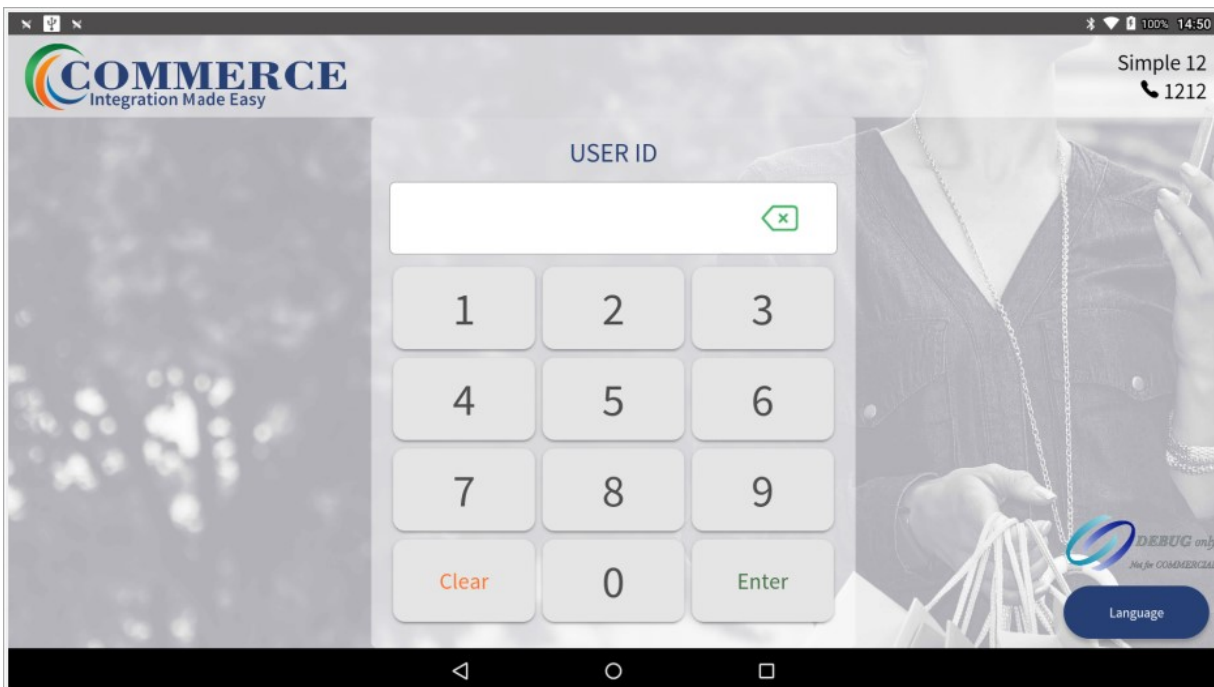 100% 14:50
COMMERCE
Integration Made Easy
Simple 12
1212
USER ID
1 2 3
4 5 6
7 8 9
Clear 0 Enter
DEBUG only
Not for COMMERCIAL
Language